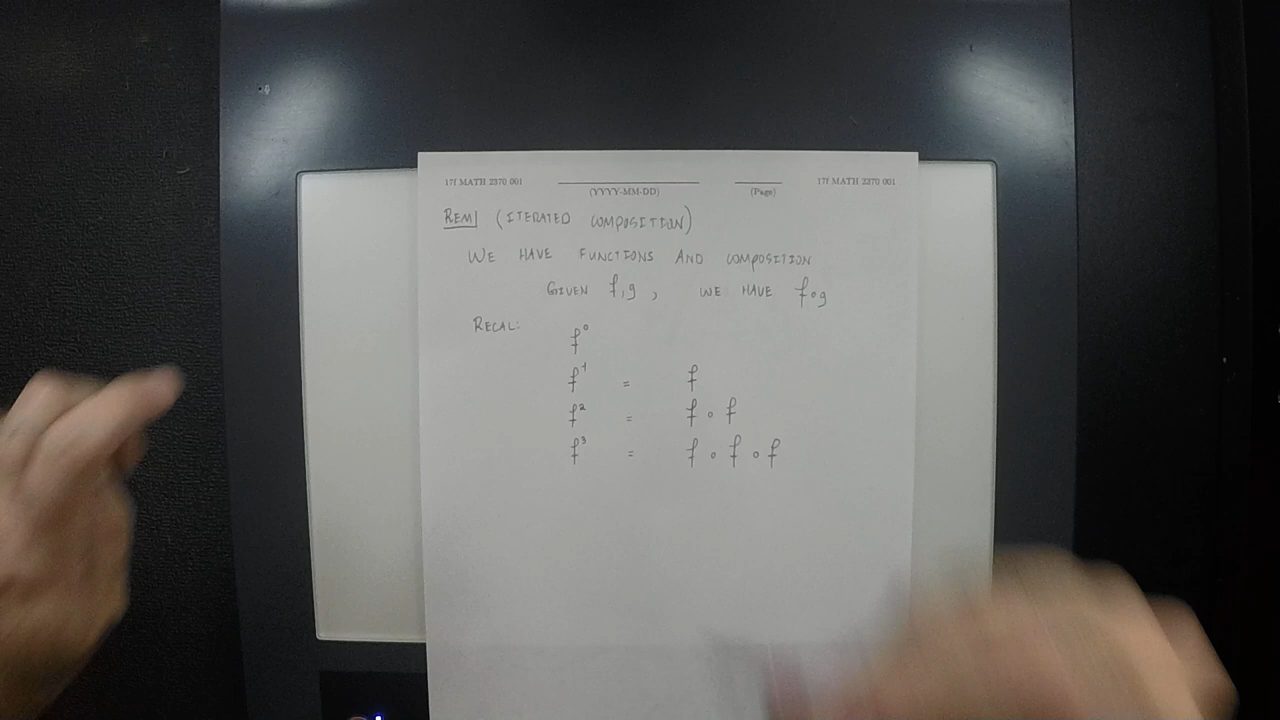 17f MATH 2370 001 (YYYY-MM-DD) (Page) 17f MATH 2370 001
REM (ITERATED COMPOSITION)
WE HAVE FUNCTIONS AND COMPOSITION
GIVEN f,g, WE HAVE f∘g
RECAL: f⁰
f¹ = f
f² = f ∘ f
f³ = f ∘ f ∘ f